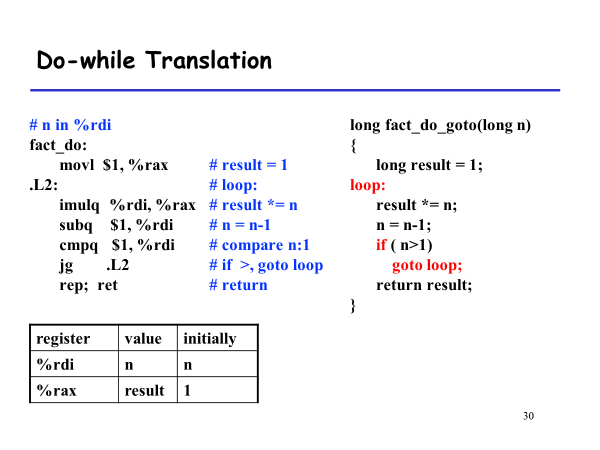 Do-while Translation
# n in %rdi
fact_do:
movl $1, %rax # result = 1
.L2: # loop:
imulq %rdi, %rax # result *= n
subq $1, %rdi # n = n-1
cmpq $1, %rdi # compare n:1
jg .L2 # if >, goto loop
rep; ret # return
long fact_do_goto(long n)
{
long result = 1;
loop:
result *= n;
n = n-1;
if ( n>1)
goto loop;
return result;
}
register value initially
%rdi n n
%rax result 1
30